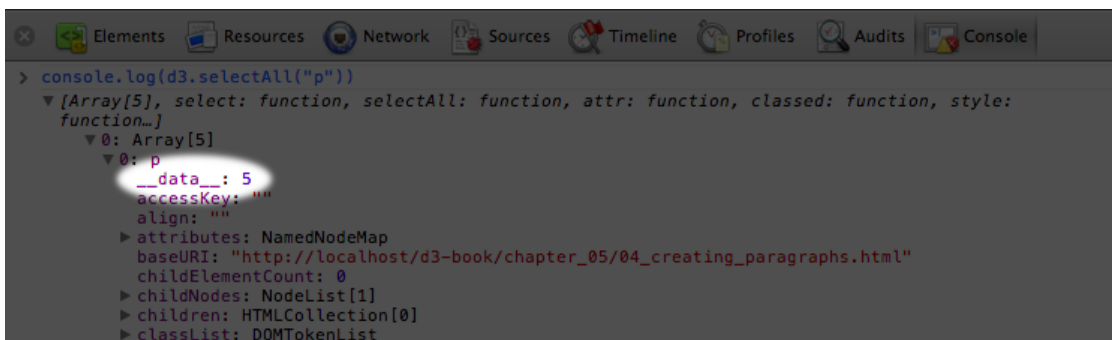 Elements Resources Network Sources Timeline Profiles Audits Console
> console.log(d3.selectAll("p"))
▼[Array[5], select: function, selectAll: function, attr: function, classed: function, style:
function…]
▼0: Array[5]
▼0: p
__data__: 5
accessKey: ""
align: ""
▶attributes: NamedNodeMap
baseURI: "http://localhost/d3-book/chapter_05/04_creating_paragraphs.html"
childElementCount: 0
▶childNodes: NodeList[1]
▶children: HTMLCollection[0]
▶classList: DOMTokenList